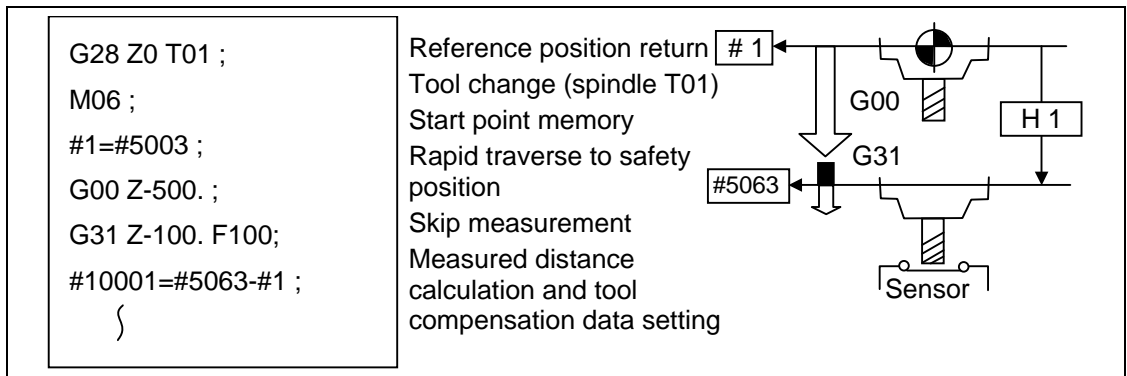 G28 Z0 T01 ;
M06 ;
#1=#5003 ;
G00 Z-500. ;
G31 Z-100. F100;
#10001=#5063-#1 ;
Reference position return
Tool change (spindle T01)
Start point memory
Rapid traverse to safety
position
Skip measurement
Measured distance
calculation and tool
compensation data setting
# 1
G00
H 1
G31
#5063
Sensor